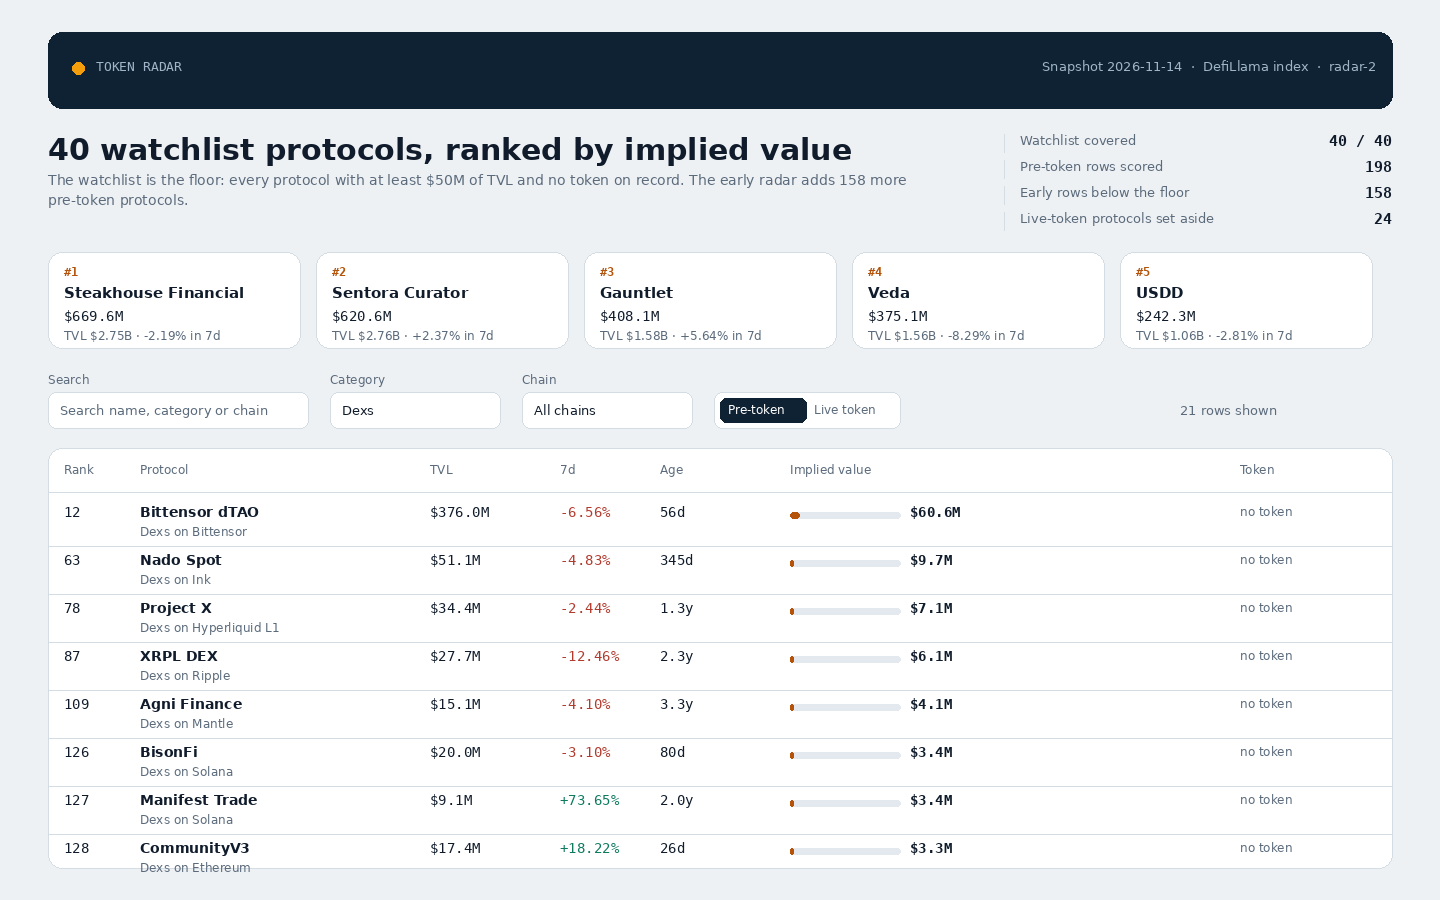 TOKEN RADAR
Snapshot 2026-11-14 · DefiLlama index · radar-2
40 watchlist protocols, ranked by implied value
The watchlist is the floor: every protocol with at least $50M of TVL and no token on record. The early radar adds 158 more
pre-token protocols.
Watchlist covered 40 / 40
Pre-token rows scored 198
Early rows below the floor 158
Live-token protocols set aside 24
#1
Steakhouse Financial
$669.6M
TVL $2.75B · -2.19% in 7d
#2
Sentora Curator
$620.6M
TVL $2.76B · +2.37% in 7d
#3
Gauntlet
$408.1M
TVL $1.58B · +5.64% in 7d
#4
Veda
$375.1M
TVL $1.56B · -8.29% in 7d
#5
USDD
$242.3M
TVL $1.06B · -2.81% in 7d
Search
Search name, category or chain
Category
Dexs
Chain
All chains
Pre-token Live token
21 rows shown
Rank Protocol TVL 7d Age Implied value Token
12 Bittensor dTAO $376.0M -6.56% 56d $60.6M no token
Dexs on Bittensor
63 Nado Spot $51.1M -4.83% 345d $9.7M no token
Dexs on Ink
78 Project X $34.4M -2.44% 1.3y $7.1M no token
Dexs on Hyperliquid L1
87 XRPL DEX $27.7M -12.46% 2.3y $6.1M no token
Dexs on Ripple
109 Agni Finance $15.1M -4.10% 3.3y $4.1M no token
Dexs on Mantle
126 BisonFi $20.0M -3.10% 80d $3.4M no token
Dexs on Solana
127 Manifest Trade $9.1M +73.65% 2.0y $3.4M no token
Dexs on Solana
128 CommunityV3 $17.4M +18.22% 26d $3.3M no token
Dexs on Ethereum